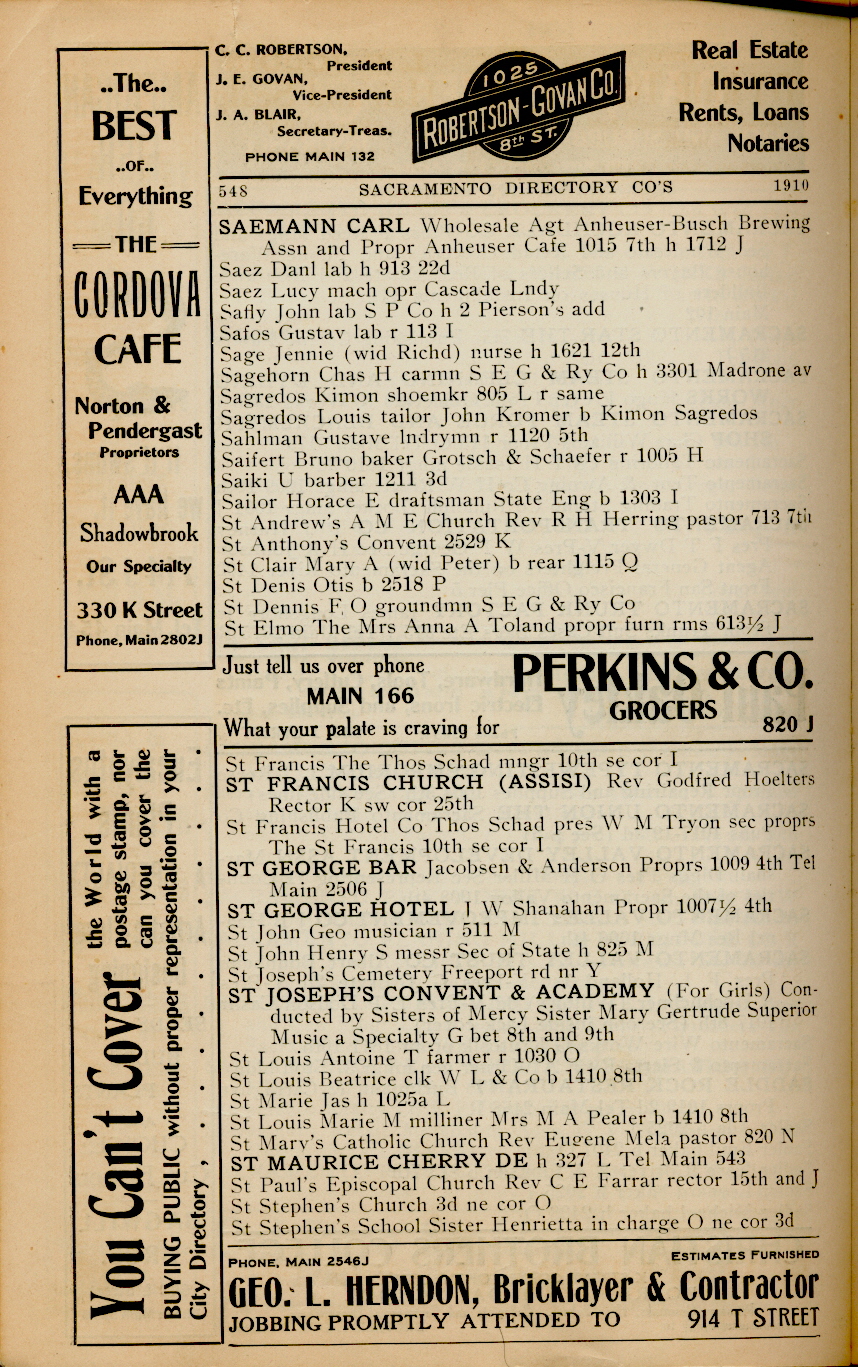 C. C. ROBERTSON,
President
J. E. GOVAN,
Vice-President
J. A. BLAIR,
Secretary-Treas.
PHONE MAIN 132
1025
ROBERTSON-GOVAN CO.
8th ST.
Real Estate
Insurance
Rents, Loans
Notaries
..The..
BEST
..OF..
Everything
THE
CORDOVA
CAFE
Norton &
Pendergast
Proprietors
AAA
Shadowbrook
Our Specialty
330 K Street
Phone, Main 2802J
548 SACRAMENTO DIRECTORY CO'S 1910
SAEMANN CARL Wholesale Agt Anheuser-Busch Brewing
Assn and Propr Anheuser Cafe 1015 7th h 1712 J
Saez Danl lab h 913 22d
Saez Lucy mach opr Cascade Lndy
Safly John lab S P Co h 2 Pierson's add
Safos Gustav lab r 113 I
Sage Jennie (wid Richd) nurse h 1621 12th
Sagehorn Chas H carmn S E G & Ry Co h 3301 Madrone av
Sagredos Kimon shoemkr 805 L r same
Sagredos Louis tailor John Kromer b Kimon Sagredos
Sahlman Gustave lndrymn r 1120 5th
Saifert Bruno baker Grotsch & Schaefer r 1005 H
Saiki U barber 1211 3d
Sailor Horace E draftsman State Eng b 1303 I
St Andrew's A M E Church Rev R H Herring pastor 713 7th
St Anthony's Convent 2529 K
St Clair Mary A (wid Peter) b rear 1115 Q
St Denis Otis b 2518 P
St Dennis F O groundmn S E G & Ry Co
St Elmo The Mrs Anna A Toland propr furn rms 613½ J
Just tell us over phone
MAIN 166
What your palate is craving for
PERKINS & CO.
GROCERS
820 J
You Can't Cover the World with a
postage stamp, nor
can you cover the
BUYING PUBLIC without proper representation in your
City Directory , . . . . . . . . .
St Francis The Thos Schad mngr 10th se cor I
ST FRANCIS CHURCH (ASSISI) Rev Godfred Hoelters
Rector K sw cor 25th
St Francis Hotel Co Thos Schad pres W M Tryon sec proprs
The St Francis 10th se cor I
ST GEORGE BAR Jacobsen & Anderson Proprs 1009 4th Tel
Main 2506 J
ST GEORGE HOTEL J W Shanahan Propr 1007½ 4th
St John Geo musician r 511 M
St John Henry S messr Sec of State h 825 M
St Joseph's Cemetery Freeport rd nr Y
ST JOSEPH'S CONVENT & ACADEMY (For Girls) Con-
ducted by Sisters of Mercy Sister Mary Gertrude Superior
Music a Specialty G bet 8th and 9th
St Louis Antoine T farmer r 1030 O
St Louis Beatrice clk W L & Co b 1410 8th
St Marie Jas h 1025a L
St Louis Marie M milliner Mrs M A Pealer b 1410 8th
St Mary's Catholic Church Rev Eugene Mela pastor 820 N
ST MAURICE CHERRY DE h 327 L Tel Main 543
St Paul's Episcopal Church Rev C E Farrar rector 15th and J
St Stephen's Church 3d ne cor O
St Stephen's School Sister Henrietta in charge O ne cor 3d
PHONE, MAIN 2546J ESTIMATES FURNISHED
GEO. L. HERNDON, Bricklayer & Contractor
JOBBING PROMPTLY ATTENDED TO 914 T STREET